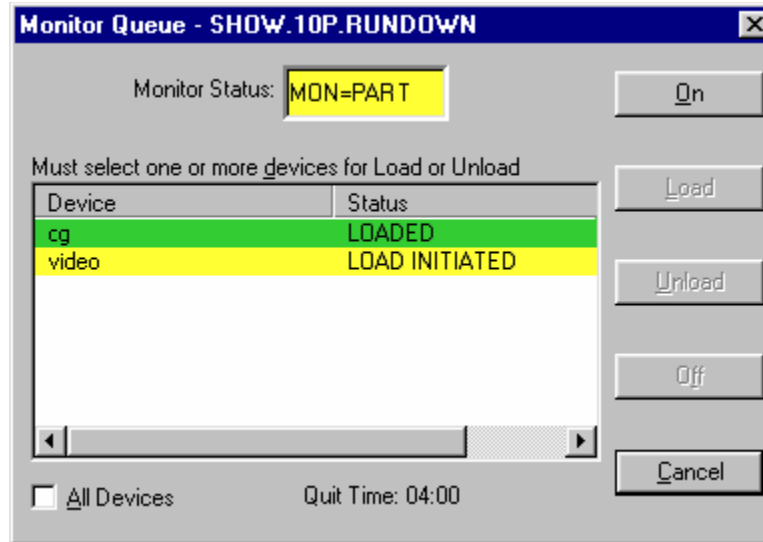 Monitor Queue - SHOW.10P.RUNDOWN
Monitor Status: MON=PART
On
Must select one or more devices for Load or Unload
Load
Device Status
cg LOADED
video LOAD INITIATED
Unload
Off
Cancel
All Devices Quit Time: 04:00